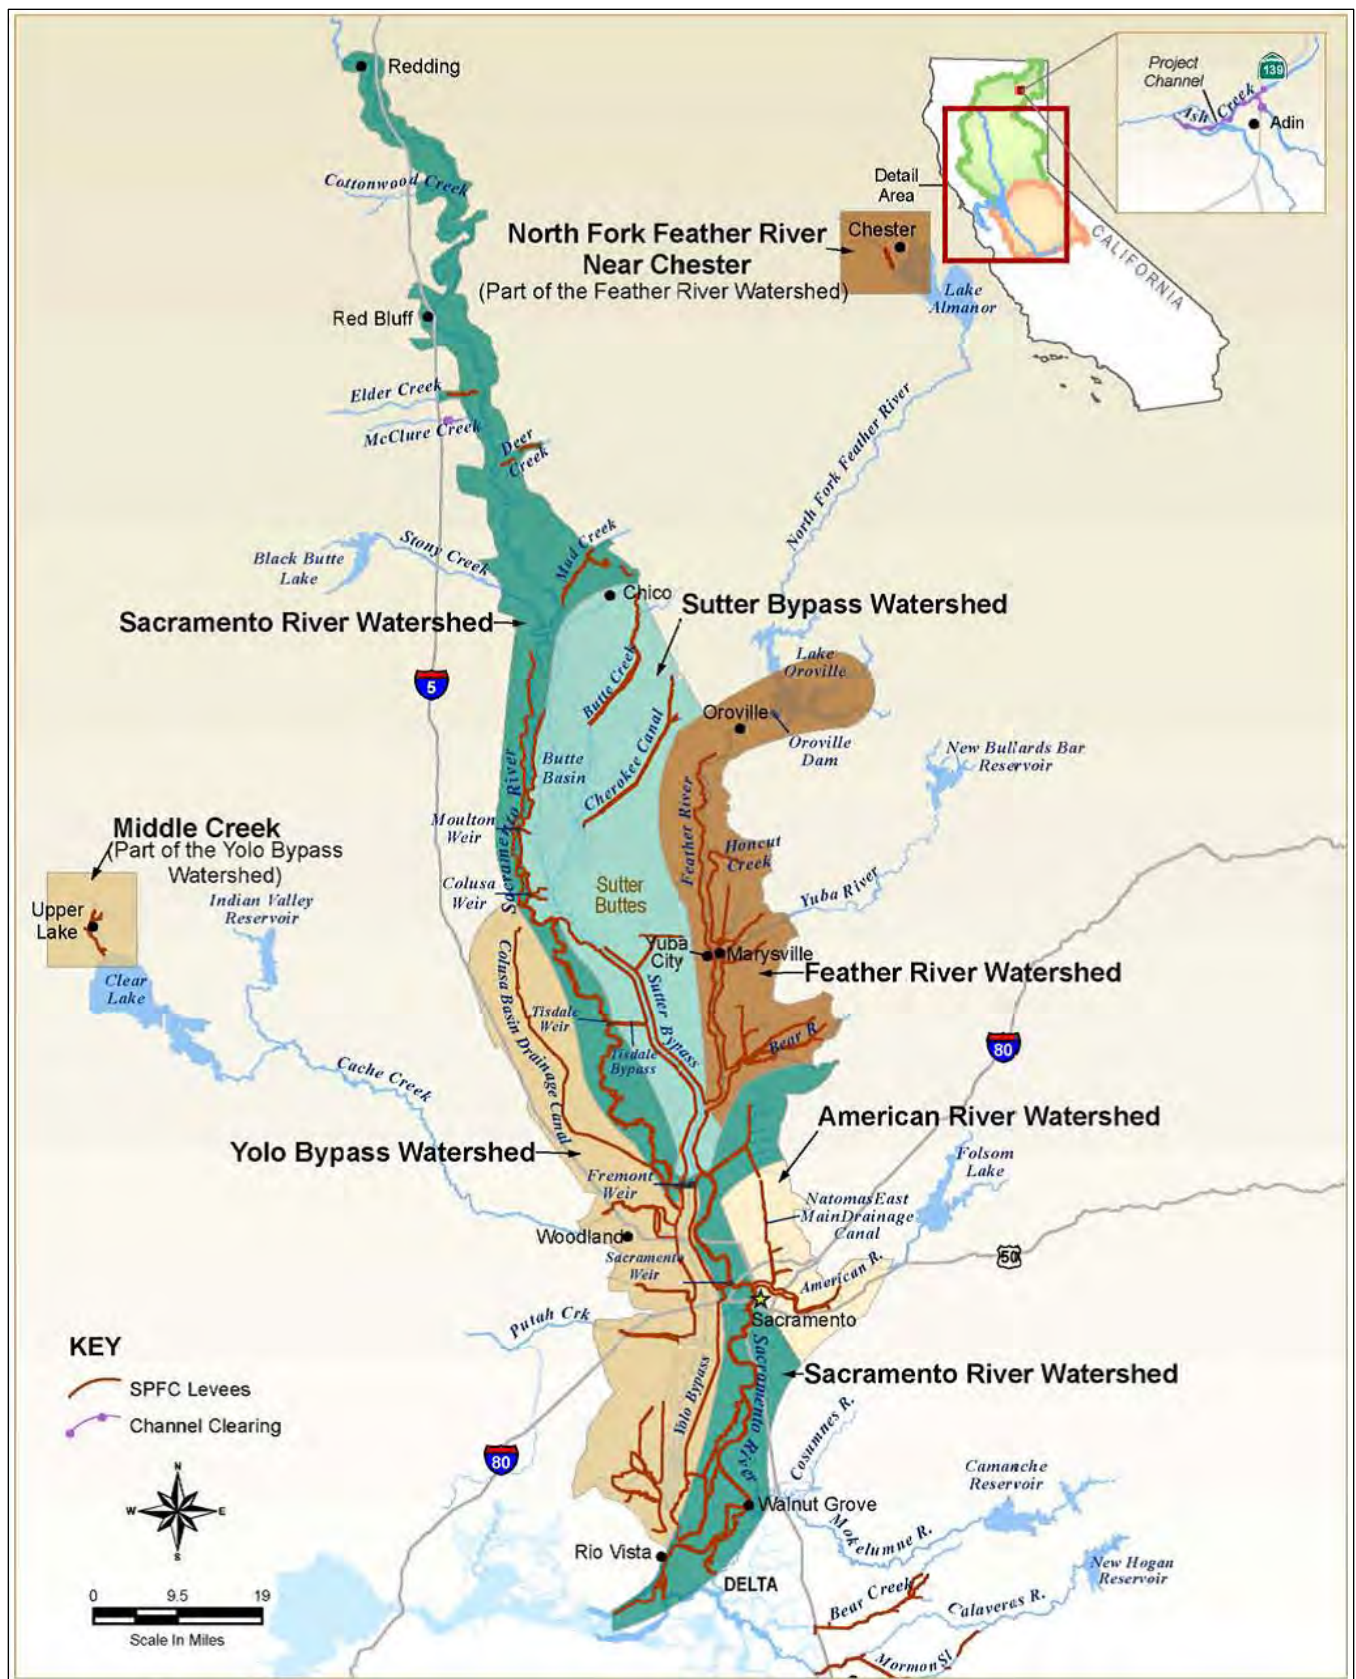 Redding
Project
Channel
139
Ash Creek
Adin
Cottonwood Creek
Detail
Area
North Fork Feather River
Near Chester
(Part of the Feather River Watershed)
Chester
CALIFORNIA
Lake
Almanor
Red Bluff
Elder Creek
McClure Creek
Deer
Creek
North Fork Feather River
Mud Creek
Stony Creek
Black Butte
Lake
Chico
Sutter Bypass Watershed
Sacramento River Watershed
Lake
Oroville
5
Butte Creek
Oroville
Oroville
Dam
Cherokee Canal
Butte
Basin
New Bullards Bar
Reservoir
Sacramento River
Feather River
Moulton
Weir
Middle Creek
(Part of the Yolo Bypass
Watershed)
Honcut
Creek
Colusa
Weir
Sutter
Buttes
Yuba River
Indian Valley
Reservoir
Upper
Lake
Yuba
City
Marysville
Feather River Watershed
Clear
Lake
Colusa Basin Drainage Canal
Sutter Bypass
Tisdale
Weir
Tisdale
Bypass
Bear R.
80
Cache Creek
American River Watershed
Yolo Bypass Watershed
Folsom
Lake
Fremont
Weir
Natomas East
Main Drainage
Canal
Woodland
Sacramento
Weir
American R.
50
Putah Crk
Sacramento
KEY
SPFC Levees
Channel Clearing
Yolo Bypass
Sacramento River
Sacramento River Watershed
Cosumnes R.
80
Camanche
Reservoir
N
W
E
S
Walnut Grove
Mokelumne R.
Rio Vista
New Hogan
Reservoir
DELTA
Bear Creek
Calaveras R.
0 9.5 19
Scale In Miles
Mormon Sl